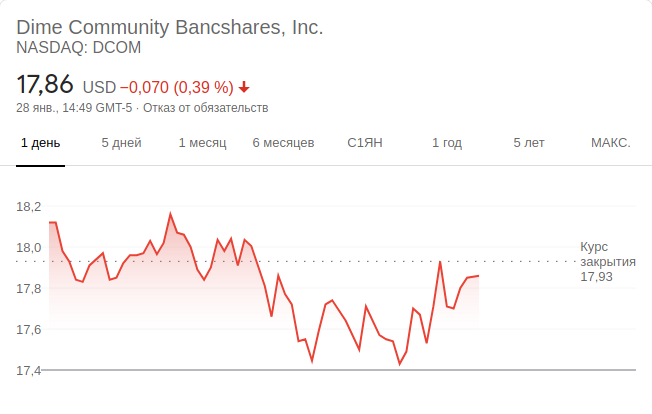 Dime Community Bancshares, Inc.
NASDAQ: DCOM
17,86 USD −0,070 (0,39 %)
28 янв., 14:49 GMT-5 · Отказ от обязательств
1 день 5 дней 1 месяц 6 месяцев С1ЯН 1 год 5 лет МАКС.
18,2
18,0
17,8
17,6
17,4
Курс
закрытия
17,93